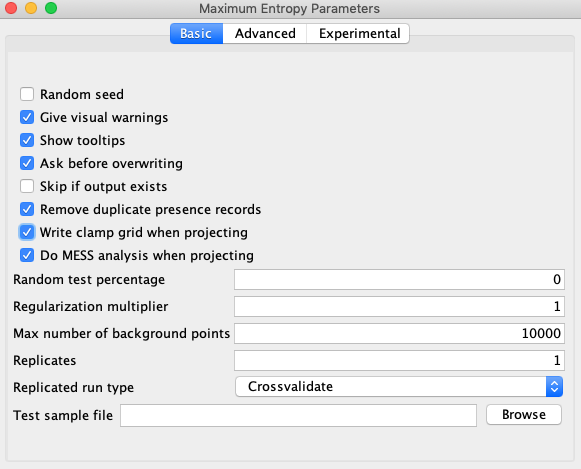 Maximum Entropy Parameters
Basic Advanced Experimental
Random seed
Give visual warnings
Show tooltips
Ask before overwriting
Skip if output exists
Remove duplicate presence records
Write clamp grid when projecting
Do MESS analysis when projecting
Random test percentage 0
Regularization multiplier 1
Max number of background points 10000
Replicates 1
Replicated run type Crossvalidate
Test sample file Browse